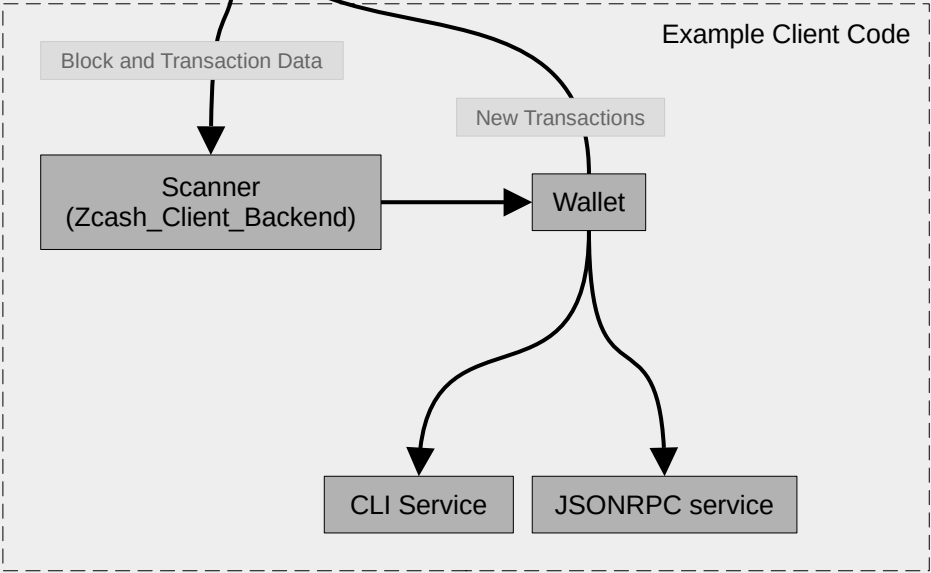 Example Client Code
Block and Transaction Data
New Transactions
Scanner
(Zcash_Client_Backend)
Wallet
CLI Service
JSONRPC service